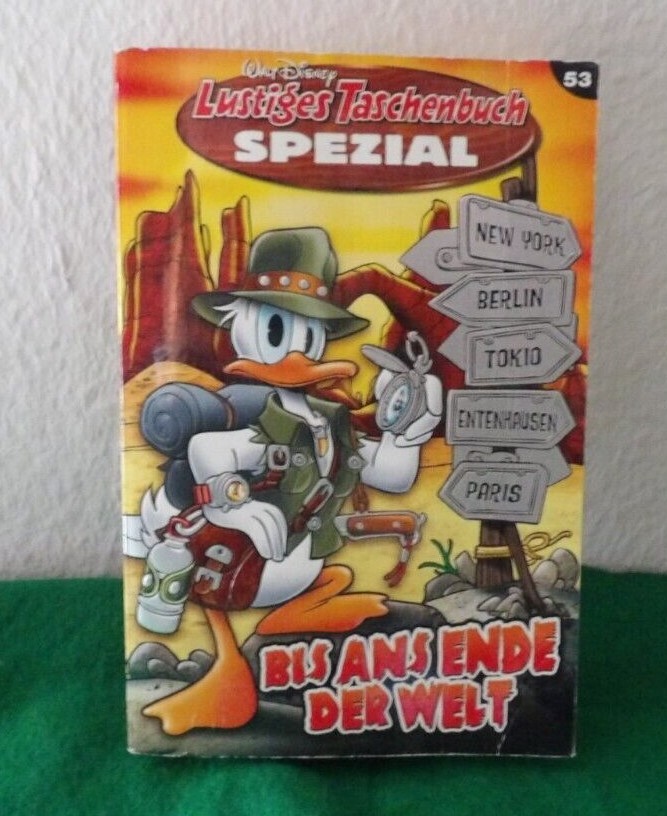 Walt Disney
53
Lustiges Taschenbuch
SPEZIAL
NEW YORK
BERLIN
TOKIO
ENTENHAUSEN
PARIS
BIS ANS ENDE
DER WELT